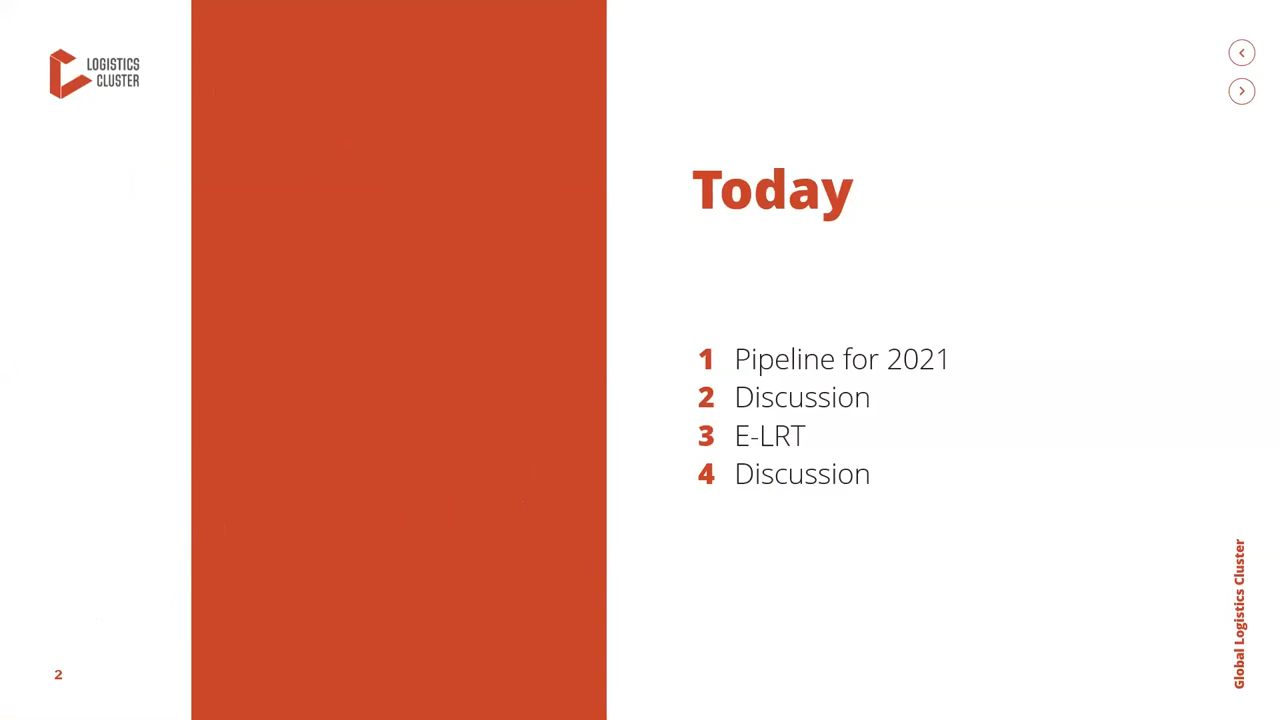 LOGISTICS
CLUSTER
Today
1 Pipeline for 2021
2 Discussion
3 E-LRT
4 Discussion
Global Logistics Cluster
2